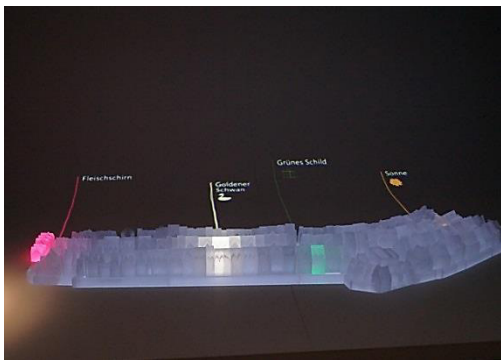 Fleischschirn
Goldener
Schwan
Grünes Schild
Sonne